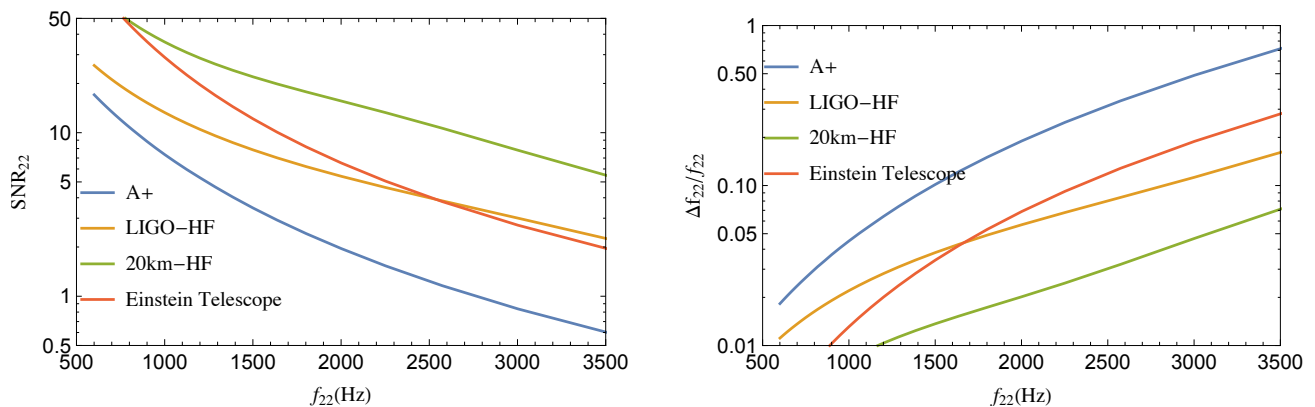 50
10
5
1
0.5
SNR22
A+
LIGO−HF
20km−HF
Einstein Telescope
500 1000 1500 2000 2500 3000 3500
f22(Hz)
1
0.50
0.10
0.05
0.01
Δf22/f22
A+
LIGO−HF
20km−HF
Einstein Telescope
500 1000 1500 2000 2500 3000 3500
f22(Hz)